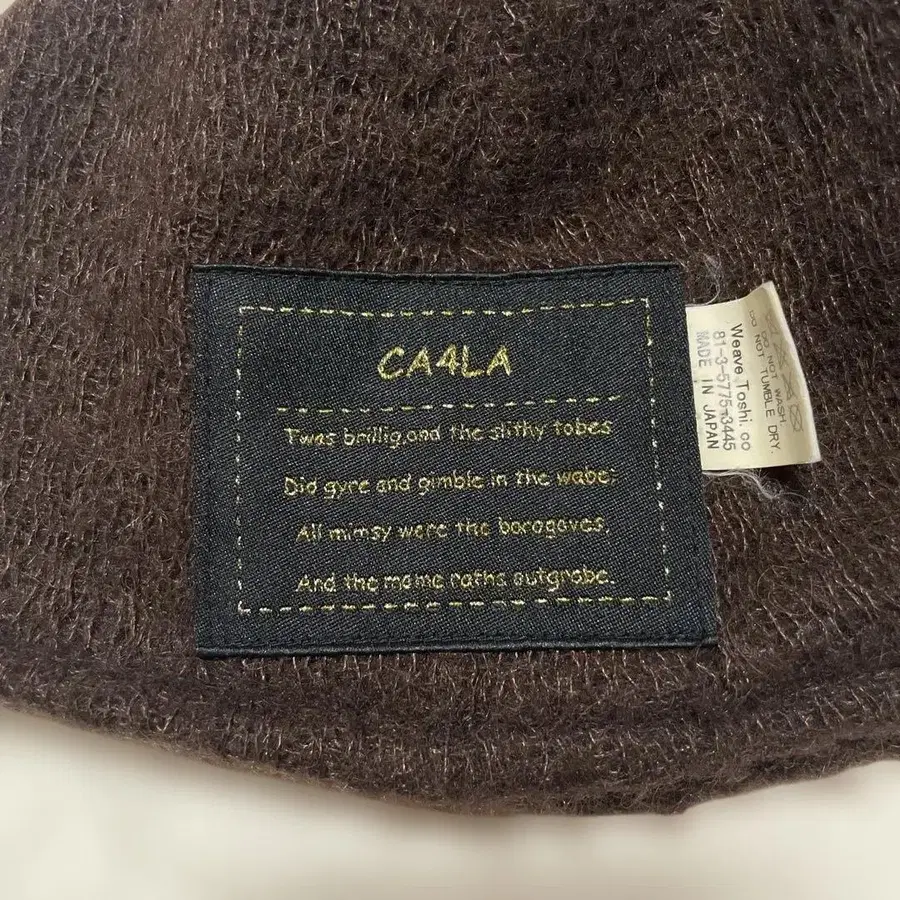 CA4LA
Twas brillig,and the slithy tobes
Did gyre and gimble in the wabe:
All mimsy were the borogoves,
And the mome raths outgrabe.
DO NOT WASH.
DO NOT TUMBLE DRY.
Weave Toshi.co
81-3-5775-3445
MADE IN JAPAN